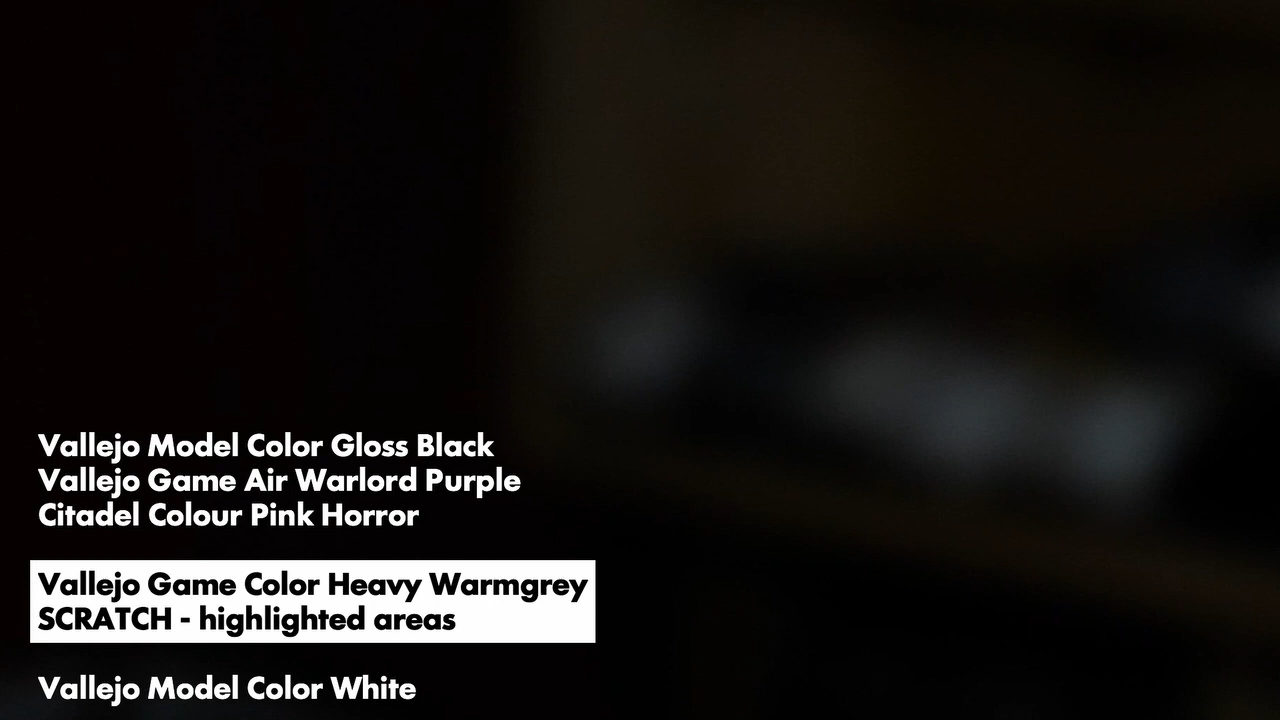 Vallejo Model Color Gloss Black
Vallejo Game Air Warlord Purple
Citadel Colour Pink Horror
Vallejo Game Color Heavy Warmgrey
SCRATCH - highlighted areas
Vallejo Model Color White